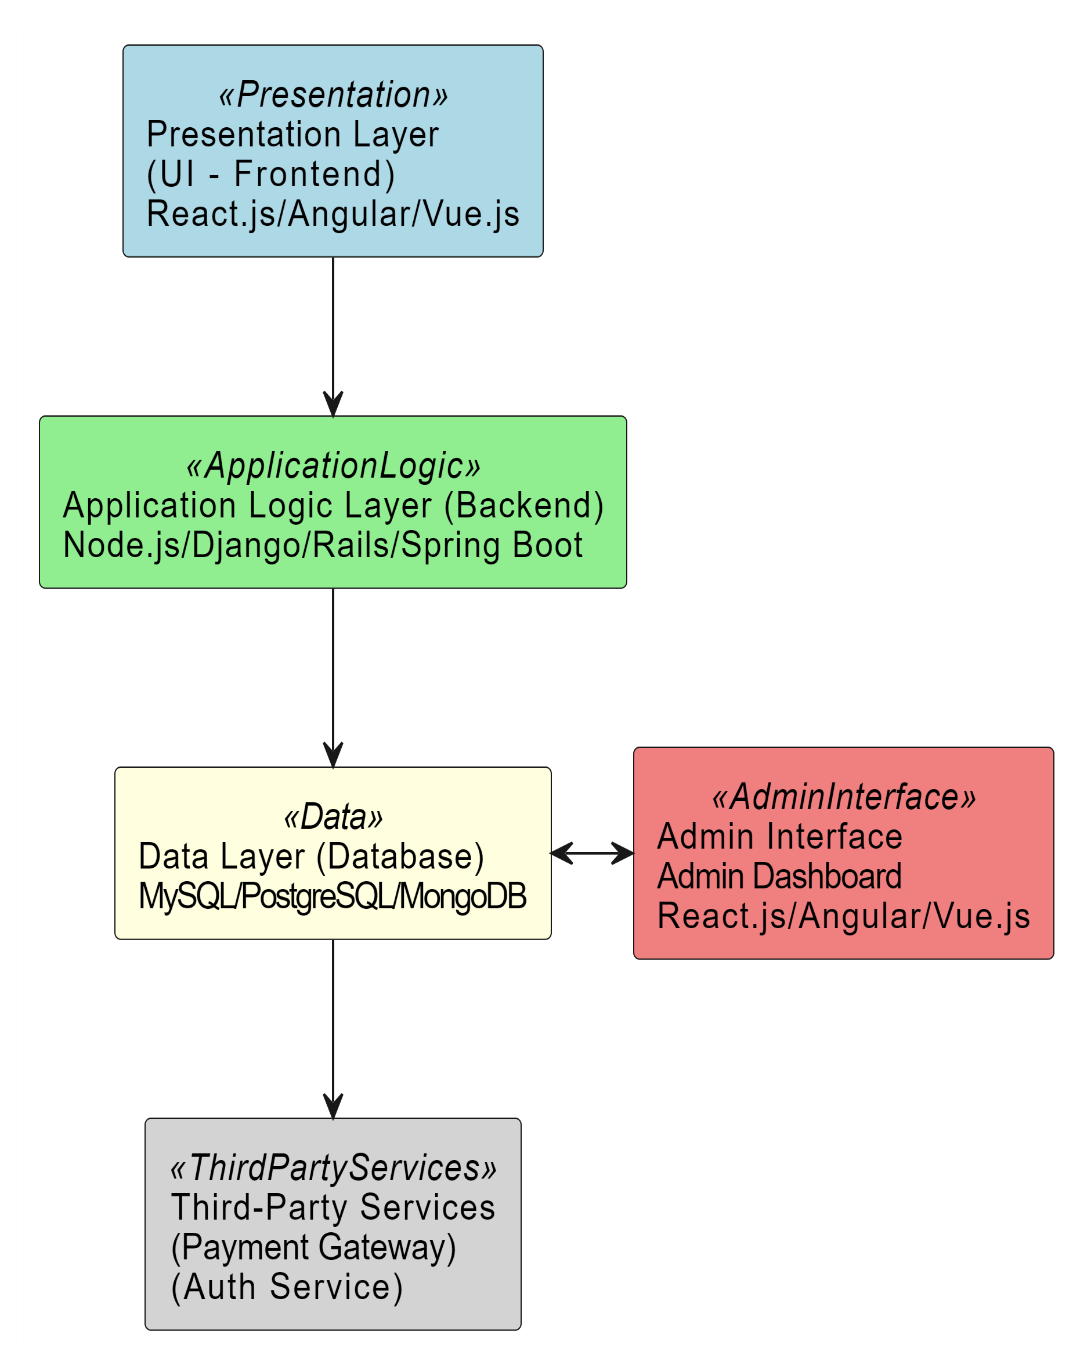 «Presentation»
Presentation Layer
(UI - Frontend)
React.js/Angular/Vue.js
«ApplicationLogic»
Application Logic Layer (Backend)
Node.js/Django/Rails/Spring Boot
«Data»
Data Layer (Database)
MySQL/PostgreSQL/MongoDB
«AdminInterface»
Admin Interface
Admin Dashboard
React.js/Angular/Vue.js
«ThirdPartyServices»
Third-Party Services
(Payment Gateway)
(Auth Service)